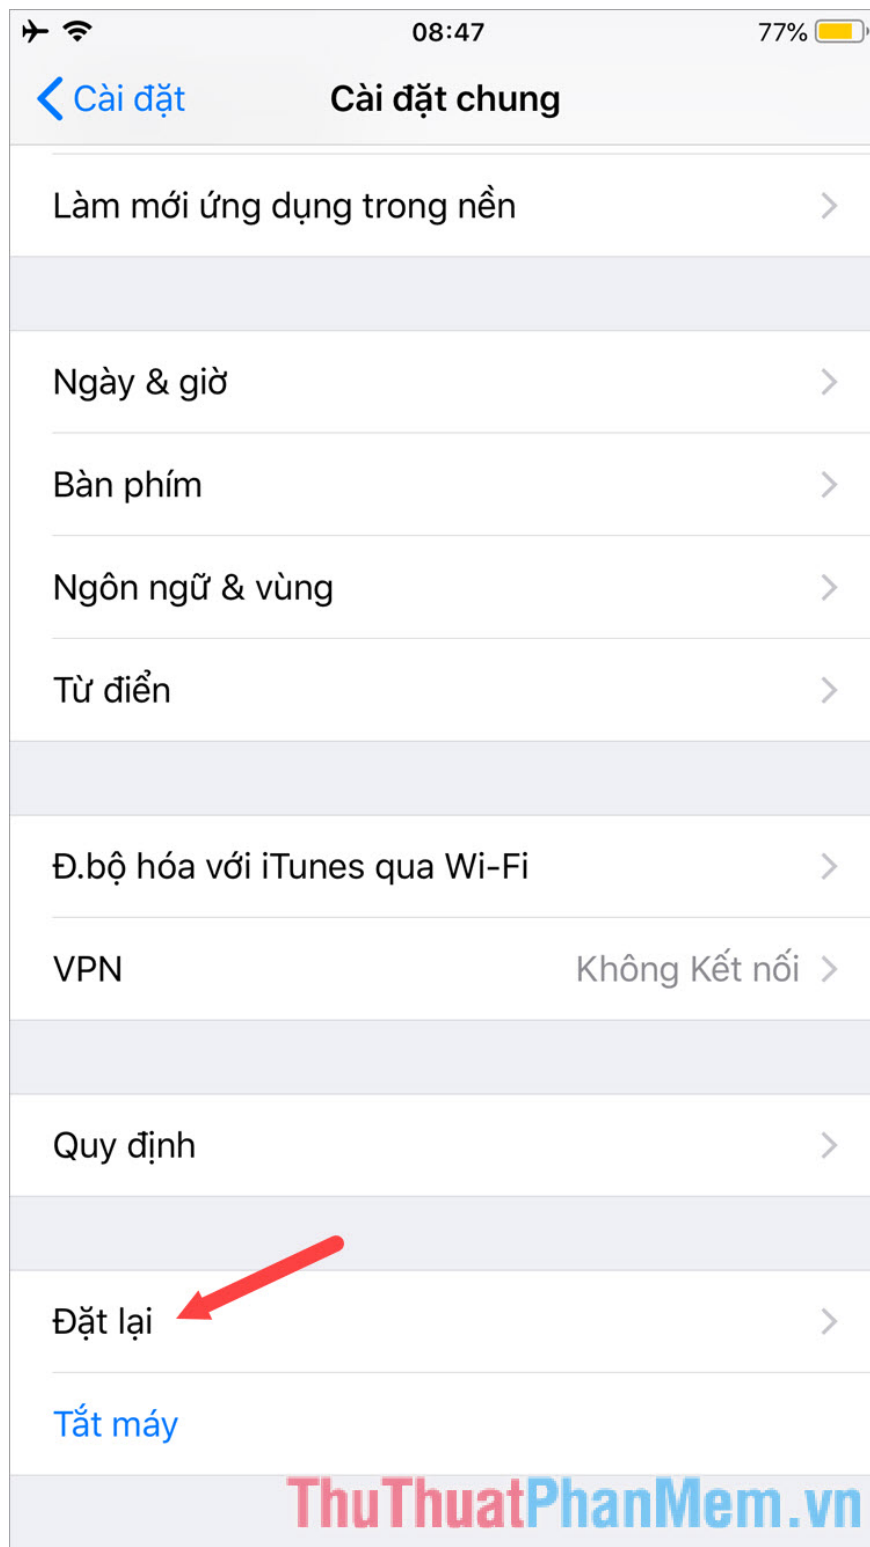 08:47
77%
Cài đặt
Cài đặt chung
Làm mới ứng dụng trong nền
Ngày & giờ
Bàn phím
Ngôn ngữ & vùng
Từ điển
Đ.bộ hóa với iTunes qua Wi-Fi
VPN Không Kết nối
Quy định
Đặt lại
Tắt máy
ThuThuatPhanMem.vn